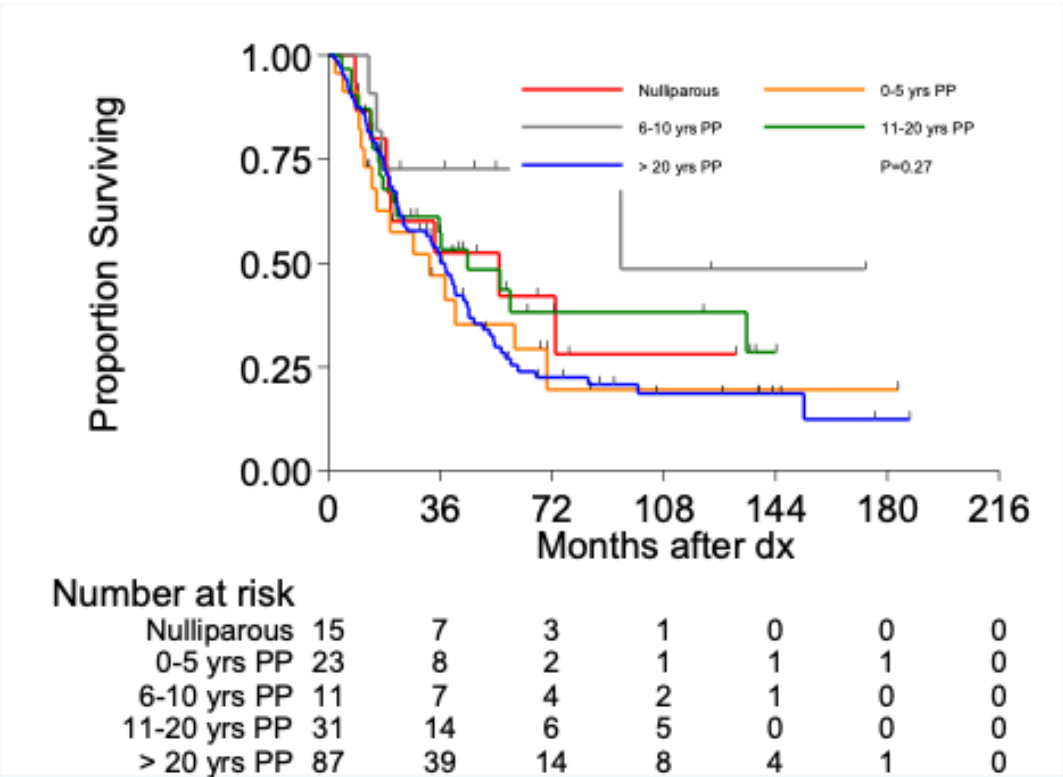 1.00
0.75
0.50
0.25
0.00
Proportion Surviving
Nulliparous 0-5 yrs PP
6-10 yrs PP 11-20 yrs PP
> 20 yrs PP P=0.27
0 36 72 108 144 180 216
Months after dx
Number at risk
Nulliparous 15 7 3 1 0 0 0
0-5 yrs PP 23 8 2 1 1 1 0
6-10 yrs PP 11 7 4 2 1 0 0
11-20 yrs PP 31 14 6 5 0 0 0
> 20 yrs PP 87 39 14 8 4 1 0